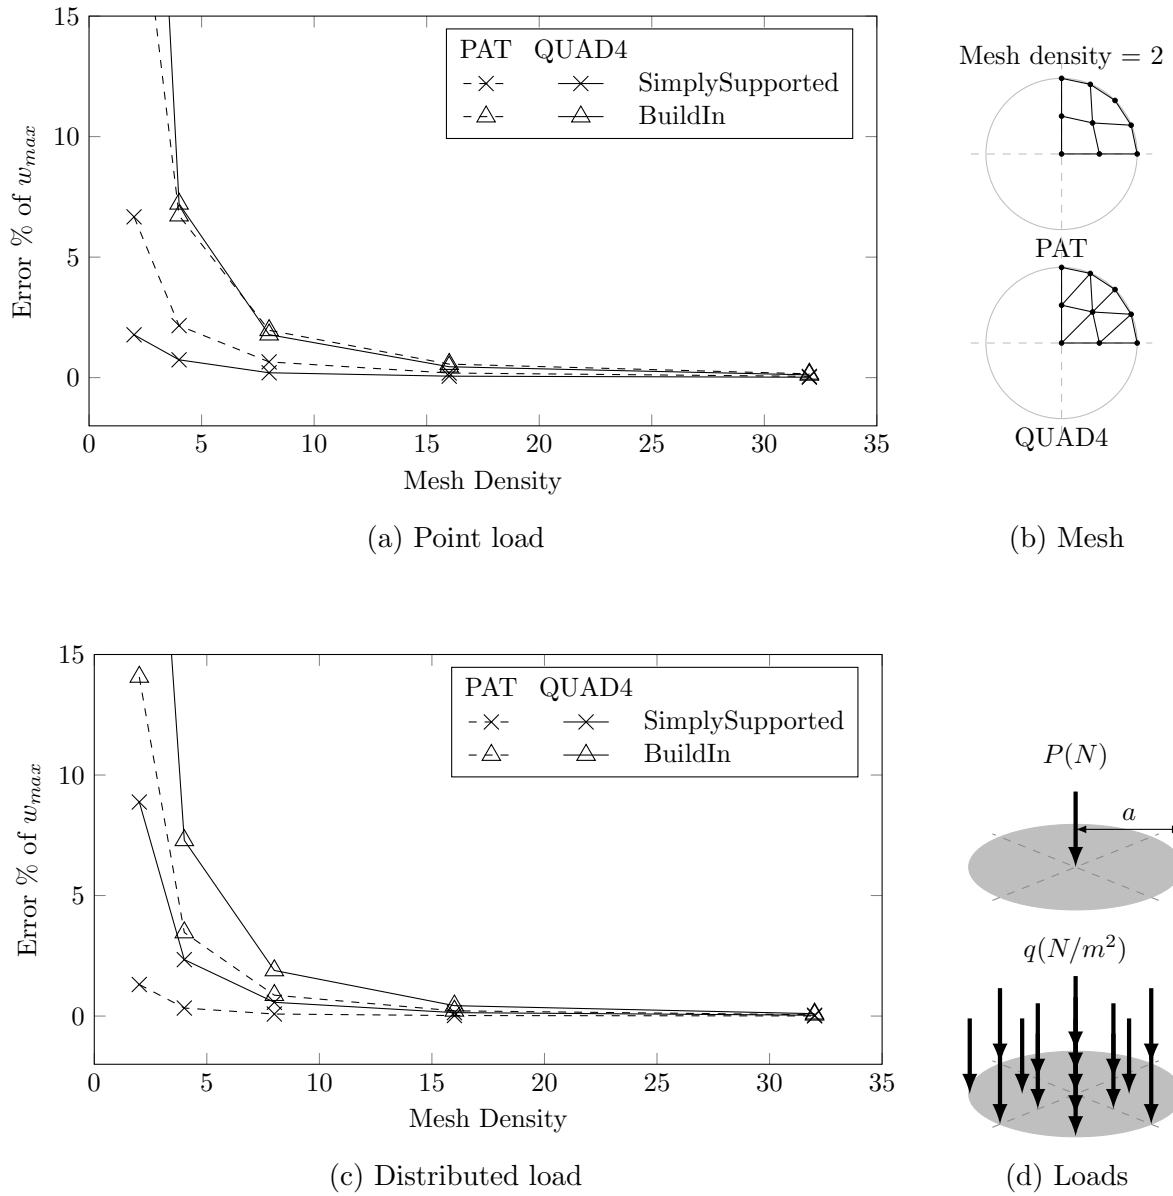 15
10
5
0
Error % of w_max
0 5 10 15 20 25 30 35
Mesh Density
PAT QUAD4
SimplySupported
BuildIn
(a) Point load
Mesh density = 2
PAT
QUAD4
(b) Mesh
15
10
5
0
Error % of w_max
0 5 10 15 20 25 30 35
Mesh Density
PAT QUAD4
SimplySupported
BuildIn
(c) Distributed load
P(N)
a
q(N/m²)
(d) Loads